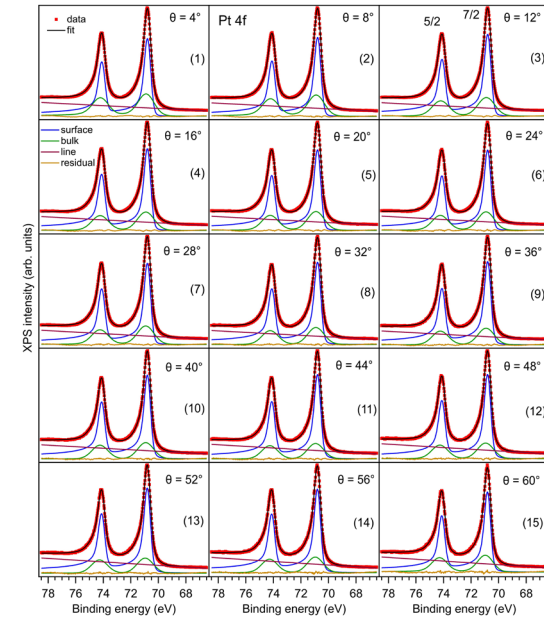 data
fit
θ = 4°
(1)
Pt 4f
θ = 8°
(2)
5/2
7/2
θ = 12°
(3)
surface
bulk
line
residual
θ = 16°
(4)
θ = 20°
(5)
θ = 24°
(6)
θ = 28°
(7)
θ = 32°
(8)
θ = 36°
(9)
θ = 40°
(10)
θ = 44°
(11)
θ = 48°
(12)
θ = 52°
(13)
θ = 56°
(14)
θ = 60°
(15)
XPS intensity (arb. units)
78 76 74 72 70 68
78 76 74 72 70 68
78 76 74 72 70 68
Binding energy (eV)
Binding energy (eV)
Binding energy (eV)